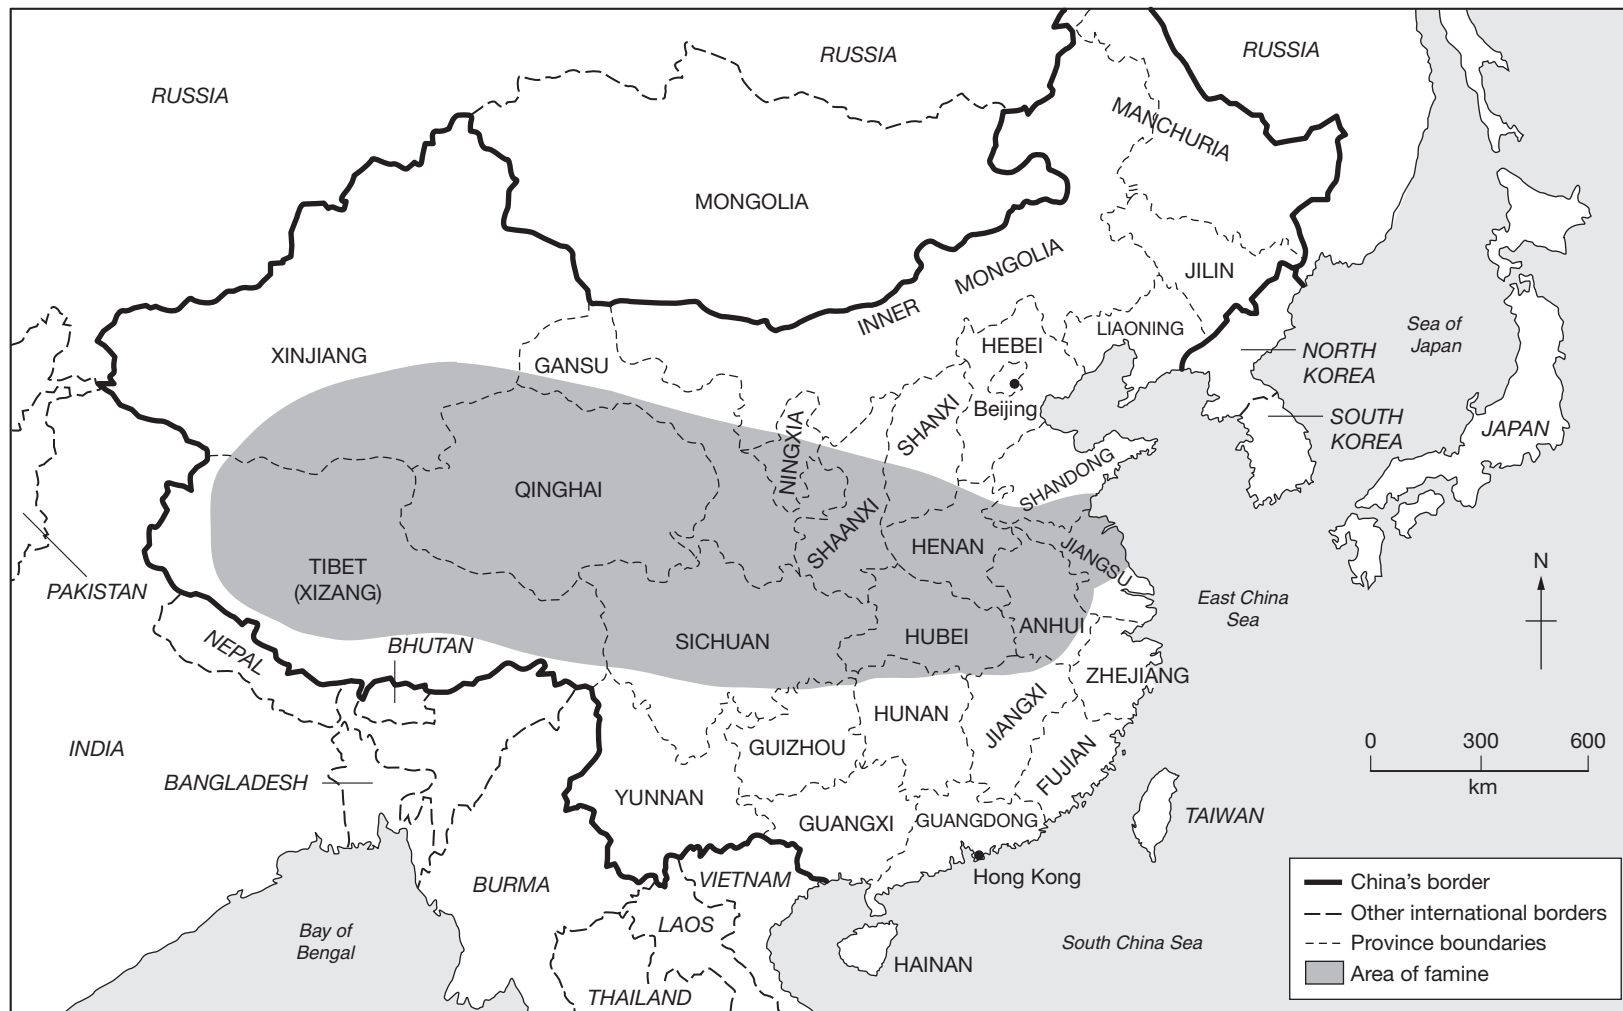 RUSSIA
RUSSIA
RUSSIA
MANCHURIA
MONGOLIA
INNER MONGOLIA
JILIN
LIAONING
XINJIANG
GANSU
HEBEI
Beijing
NORTH
KOREA
SOUTH
KOREA
Sea of
Japan
JAPAN
SHANXI
NINGXIA
SHANDONG
QINGHAI
SHAANXI
HENAN
JIANGSU
TIBET
(XIZANG)
PAKISTAN
NEPAL
BHUTAN
SICHUAN
HUBEI
ANHUI
East China
Sea
N
ZHEJIANG
HUNAN
JIANGXI
GUIZHOU
FUJIAN
INDIA
BANGLADESH
YUNNAN
GUANGXI
GUANGDONG
TAIWAN
0 300 600
km
Hong Kong
BURMA
VIETNAM
LAOS
Bay of
Bengal
South China Sea
HAINAN
THAILAND
China’s border
Other international borders
Province boundaries
Area of famine